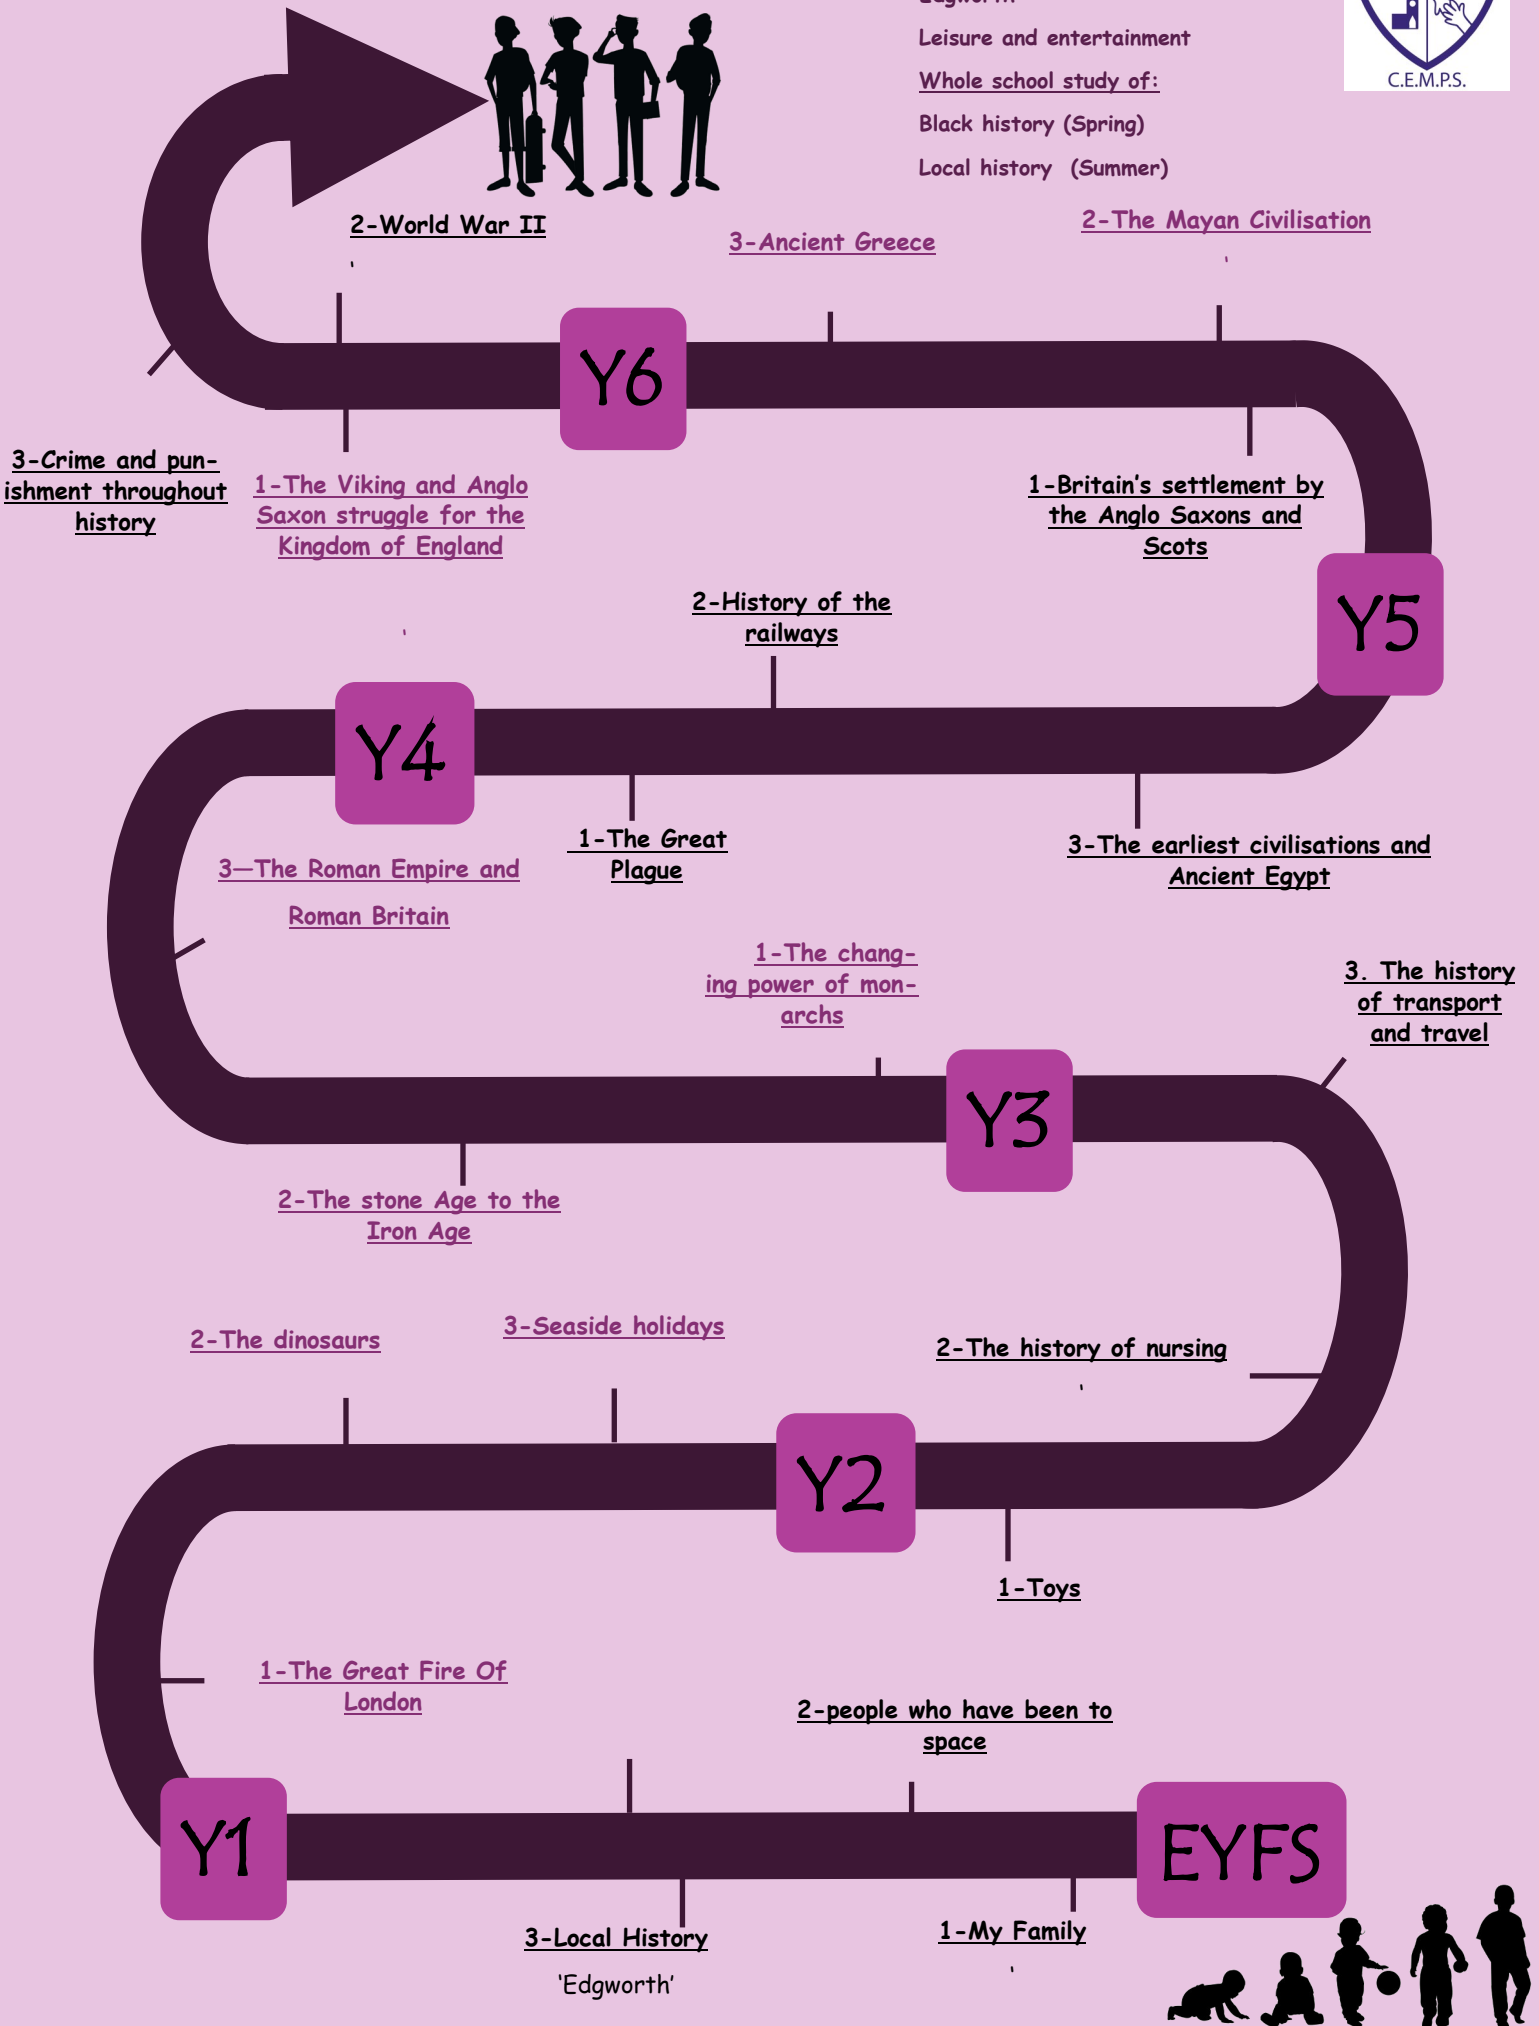 Leisure and entertainment
Whole school study of:
Black history (Spring)
Local history  (Summer)
C.E.M.P.S.
2-World War II
3-Ancient Greece
2-The Mayan Civilisation
Y6
3-Crime and pun-
ishment throughout
history
1-The Viking and Anglo
Saxon struggle for the
Kingdom of England
1-Britain's settlement by
the Anglo Saxons and
Scots
Y5
2-History of the
railways
Y4
1-The Great
Plague
3-The earliest civilisations and
Ancient Egypt
3—The Roman Empire and
Roman Britain
1-The chang-
ing power of mon-
archs
3. The history
of transport
and travel
Y3
2-The stone Age to the
Iron Age
2-The dinosaurs
3-Seaside holidays
2-The history of nursing
Y2
1-Toys
1-The Great Fire Of
London
2-people who have been to
space
Y1
EYFS
3-Local History
'Edgworth'
1-My Family